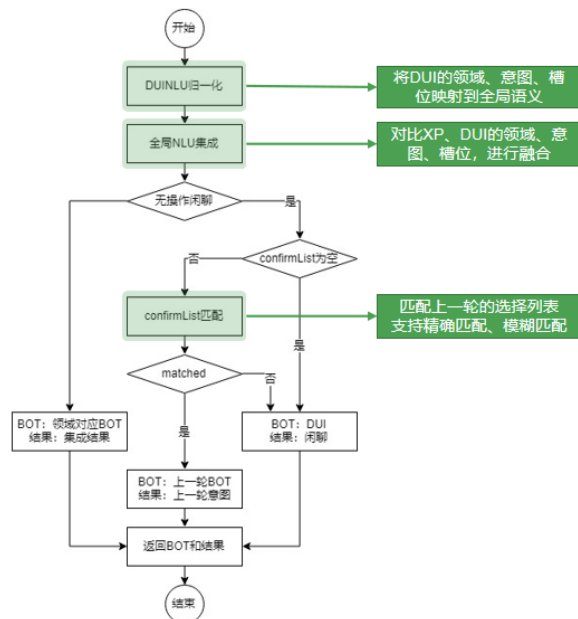 开始
DUINLU归一化
将DUI的领域、意图、槽
位映射到全局语义
全局NLU集成
对比XP、DUI的领域、意
图、槽位，进行融合
无操作闲聊
是
confirmList为空
否
confirmList匹配
匹配上一轮的选择列表
支持精确匹配、模糊匹配
是
matched
否
BOT：领域对应BOT
结果：集成结果
是
BOT：DUI
结果：闲聊
BOT：上一轮BOT
结果：上一轮意图
返回BOT和结果
结束